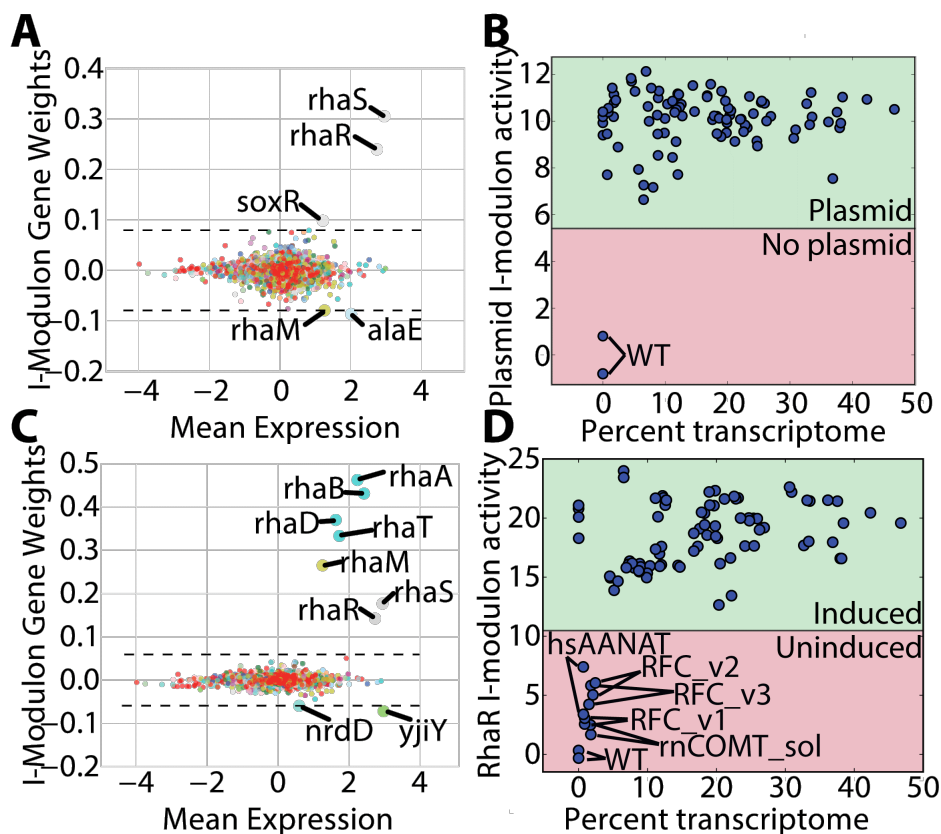 A
I-Modulon Gene Weights
0.4
0.3
0.2
0.1
0.0
−0.1
−0.2
rhaS
rhaR
soxR
rhaM
alaE
−4
−2
0
2
4
Mean Expression
B
Plasmid I-modulon activity
12
10
8
6
4
2
0
Plasmid
No plasmid
WT
0
10
20
30
40
50
Percent transcriptome
C
I-Modulon Gene Weights
0.5
0.4
0.3
0.2
0.1
0.0
−0.1
−0.2
rhaA
rhaB
rhaD
rhaT
rhaM
rhaS
rhaR
nrdD
yjiY
−4
−2
0
2
4
Mean Expression
D
RhaR I-modulon activity
25
20
15
10
5
0
Induced
Uninduced
hsAANAT
RFC_v2
RFC_v3
RFC_v1
rnCOMT_sol
WT
0
10
20
30
40
50
Percent transcriptome